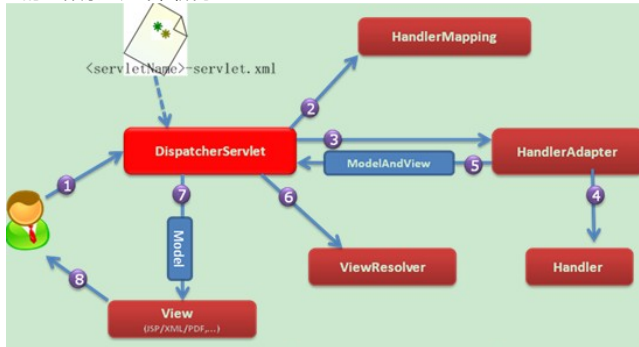 <servletName>-servlet.xml
HandlerMapping
2
3
DispatcherServlet
ModelAndView
5
HandlerAdapter
1
7
6
4
Model
8
ViewResolver
Handler
View
(JSP/XML/PDF,...)